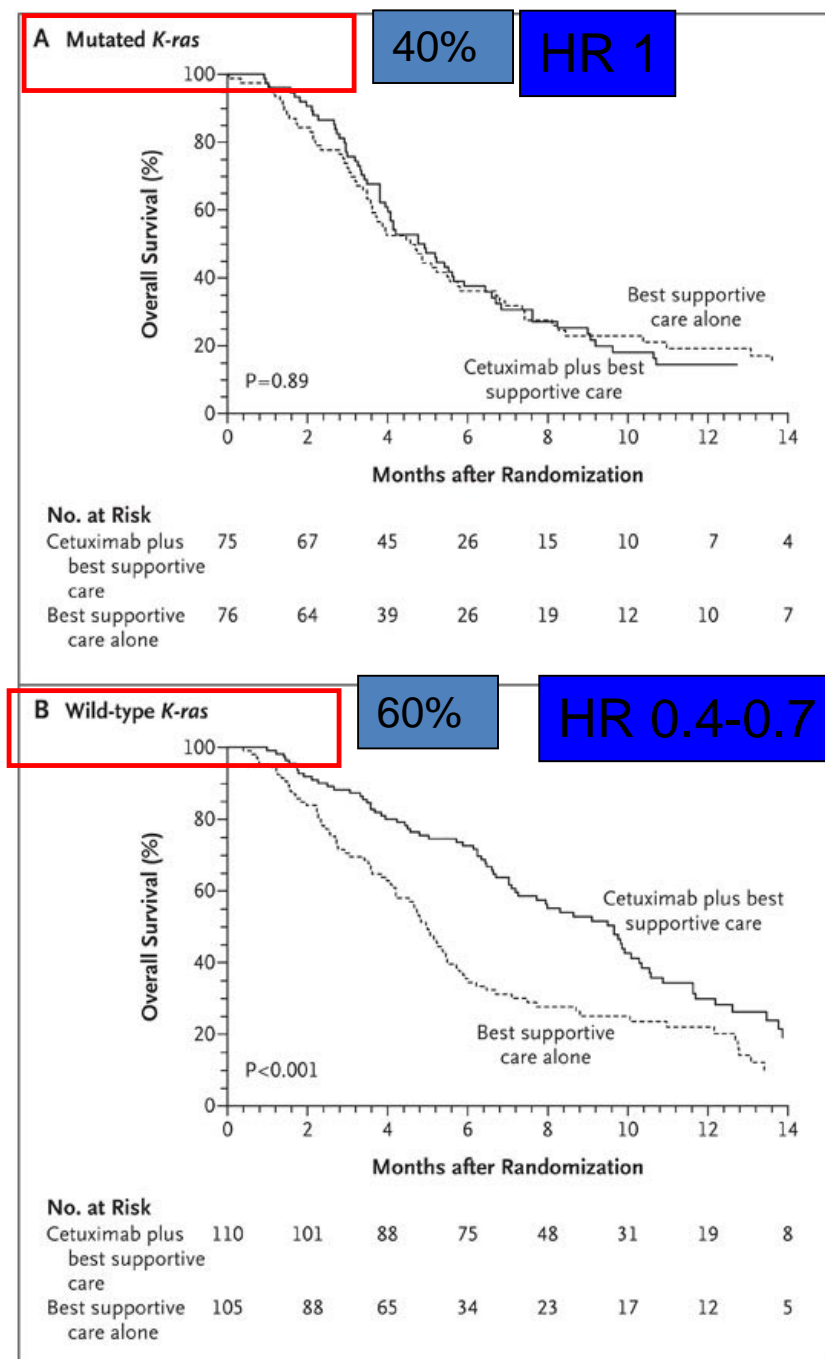 A Mutated K-ras
40%
HR 1
100
80
60
40
20
0
Overall Survival (%)
Best supportive
care alone
Cetuximab plus best
supportive care
P=0.89
0 2 4 6 8 10 12 14
Months after Randomization
No. at Risk
Cetuximab plus 75 67 45 26 15 10 7 4
best supportive
care
Best supportive 76 64 39 26 19 12 10 7
care alone
B Wild-type K-ras
60%
HR 0.4-0.7
100
80
60
40
20
0
Overall Survival (%)
Cetuximab plus best
supportive care
Best supportive
care alone
P<0.001
0 2 4 6 8 10 12 14
Months after Randomization
No. at Risk
Cetuximab plus 110 101 88 75 48 31 19 8
best supportive
care
Best supportive 105 88 65 34 23 17 12 5
care alone